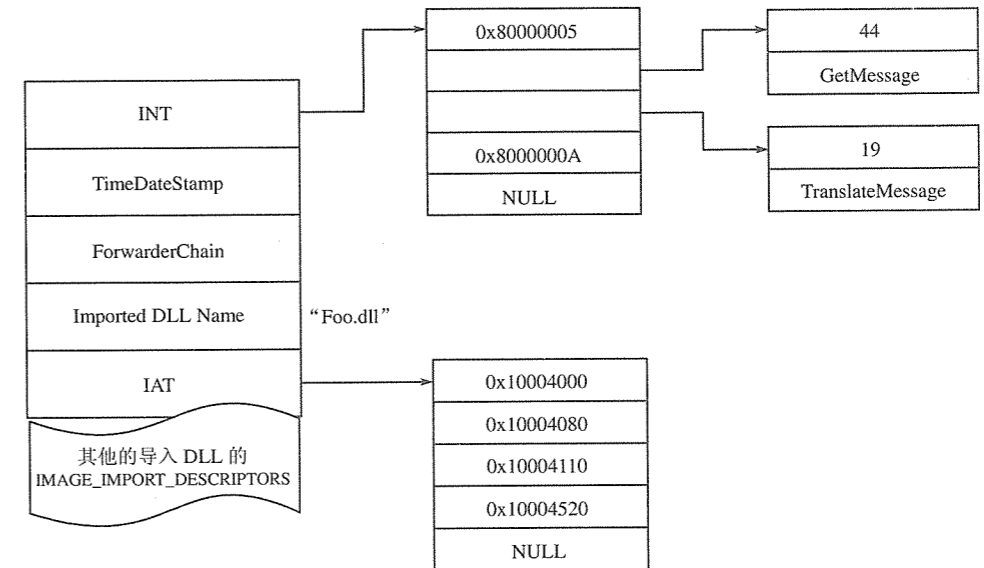 INT
TimeDateStamp
ForwarderChain
Imported DLL Name
“Foo.dll”
IAT
其他的导入 DLL 的
IMAGE_IMPORT_DESCRIPTORS
0x80000005
0x8000000A
NULL
44
GetMessage
19
TranslateMessage
0x10004000
0x10004080
0x10004110
0x10004520
NULL